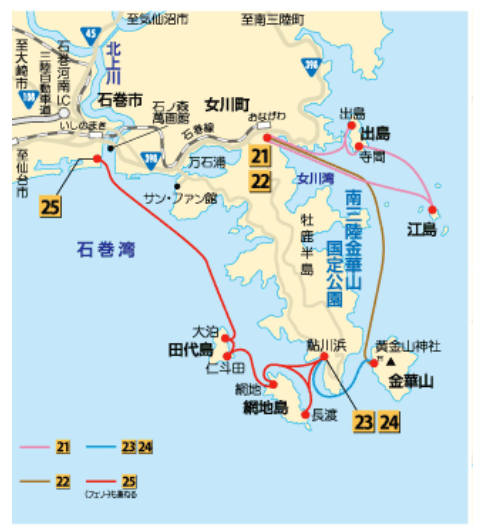 至気仙沼市
至南三陸町
45
398
北上川
石巻河南IC
三陸自動車道
至大崎市
108
石巻市
石ノ森
萬画館
女川町
おながわ
いしのまき
石巻線
出島
出島
寺間
至仙台市
398
万石浦
21
22
女川湾
サン・ファン館
25
牡鹿半島
南三陸金華山
国定公園
江島
石巻湾
大泊
田代島
仁斗田
鮎川浜
黄金山神社
金華山
網地
網地島
長渡
23 24
21
23 24
22
25
(フェリーも兼ねる)